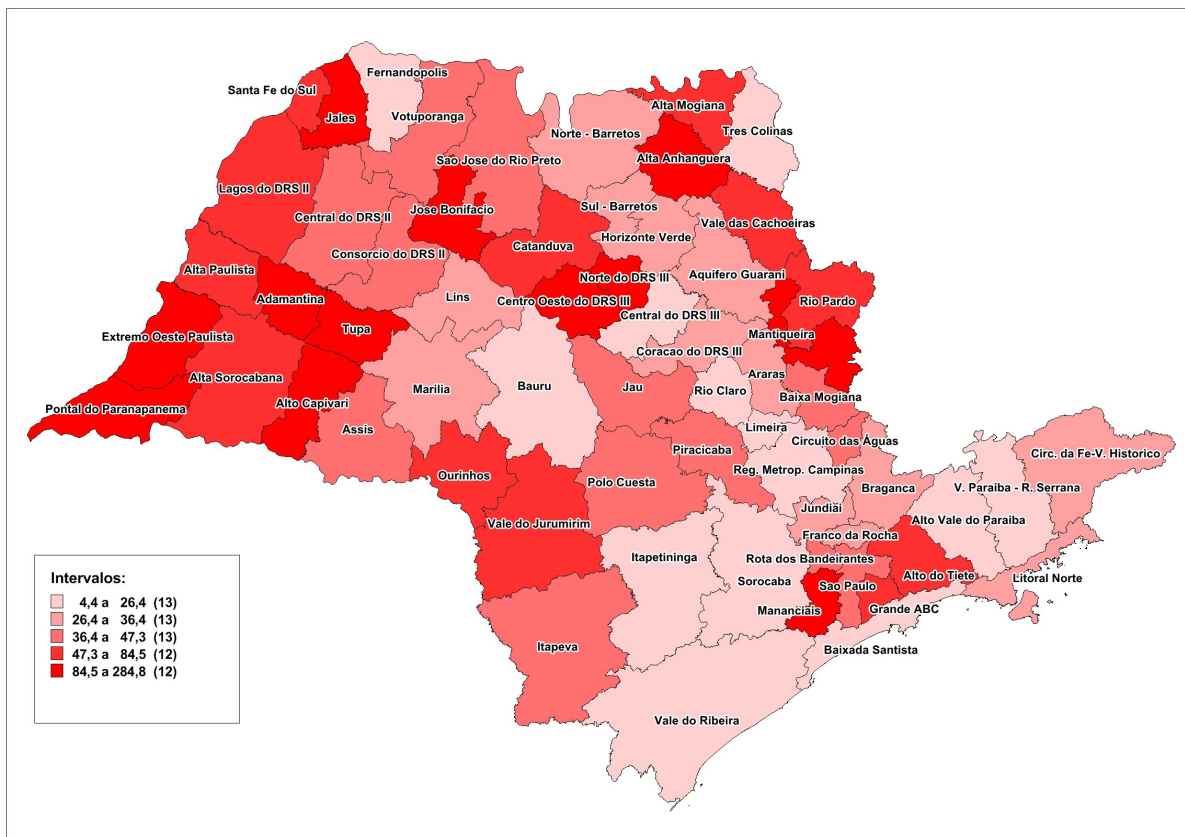 Fernandopolis
Santa Fe do Sul
Jales
Votuporanga
Alta Mogiana
Norte - Barretos
Tres Colinas
Sao Jose do Rio Preto
Alta Anhanguera
Lagos do DRS II
Central do DRS II
Jose Bonifacio
Sul - Barretos
Vale das Cachoeiras
Horizonte Verde
Catanduva
Consorcio do DRS II
Alta Paulista
Aquifero Guarani
Norte do DRS III
Adamantina
Lins
Centro Oeste do DRS III
Rio Pardo
Central do DRS III
Tupa
Extremo Oeste Paulista
Mantiqueira
Coracao do DRS III
Alta Sorocabana
Araras
Marilia
Bauru
Jau
Rio Claro
Baixa Mogiana
Alto Capivari
Pontal do Paranapanema
Assis
Limeira
Circuito das Águas
Piracicaba
Circ. da Fe-V. Historico
Reg. Metrop. Campinas
Ourinhos
Polo Cuesta
Braganca
V. Paraiba - R. Serrana
Jundiäi
Vale do Jurumirim
Alto Vale do Paraiba
Franco da Rocha
Itapetininga
Rota dos Bandeirantes
Alto do Tiete
Litoral Norte
Sorocaba
Sao Paulo
Mananciäis
Grande ABC
Itapeva
Baixada Santista
Vale do Ribeira
Intervalos:
4,4 a 26,4 (13)
26,4 a 36,4 (13)
36,4 a 47,3 (13)
47,3 a 84,5 (12)
84,5 a 284,8 (12)